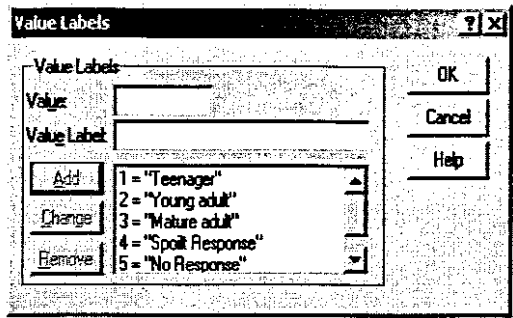 Value Labels
Value Labels
Value:
Value Label:
OK
Cancel
Help
Add
Change
Remove
1 = "Teenager"
2 = "Young adult"
3 = "Mature adult"
4 = "Spoilt Response"
5 = "No Response"